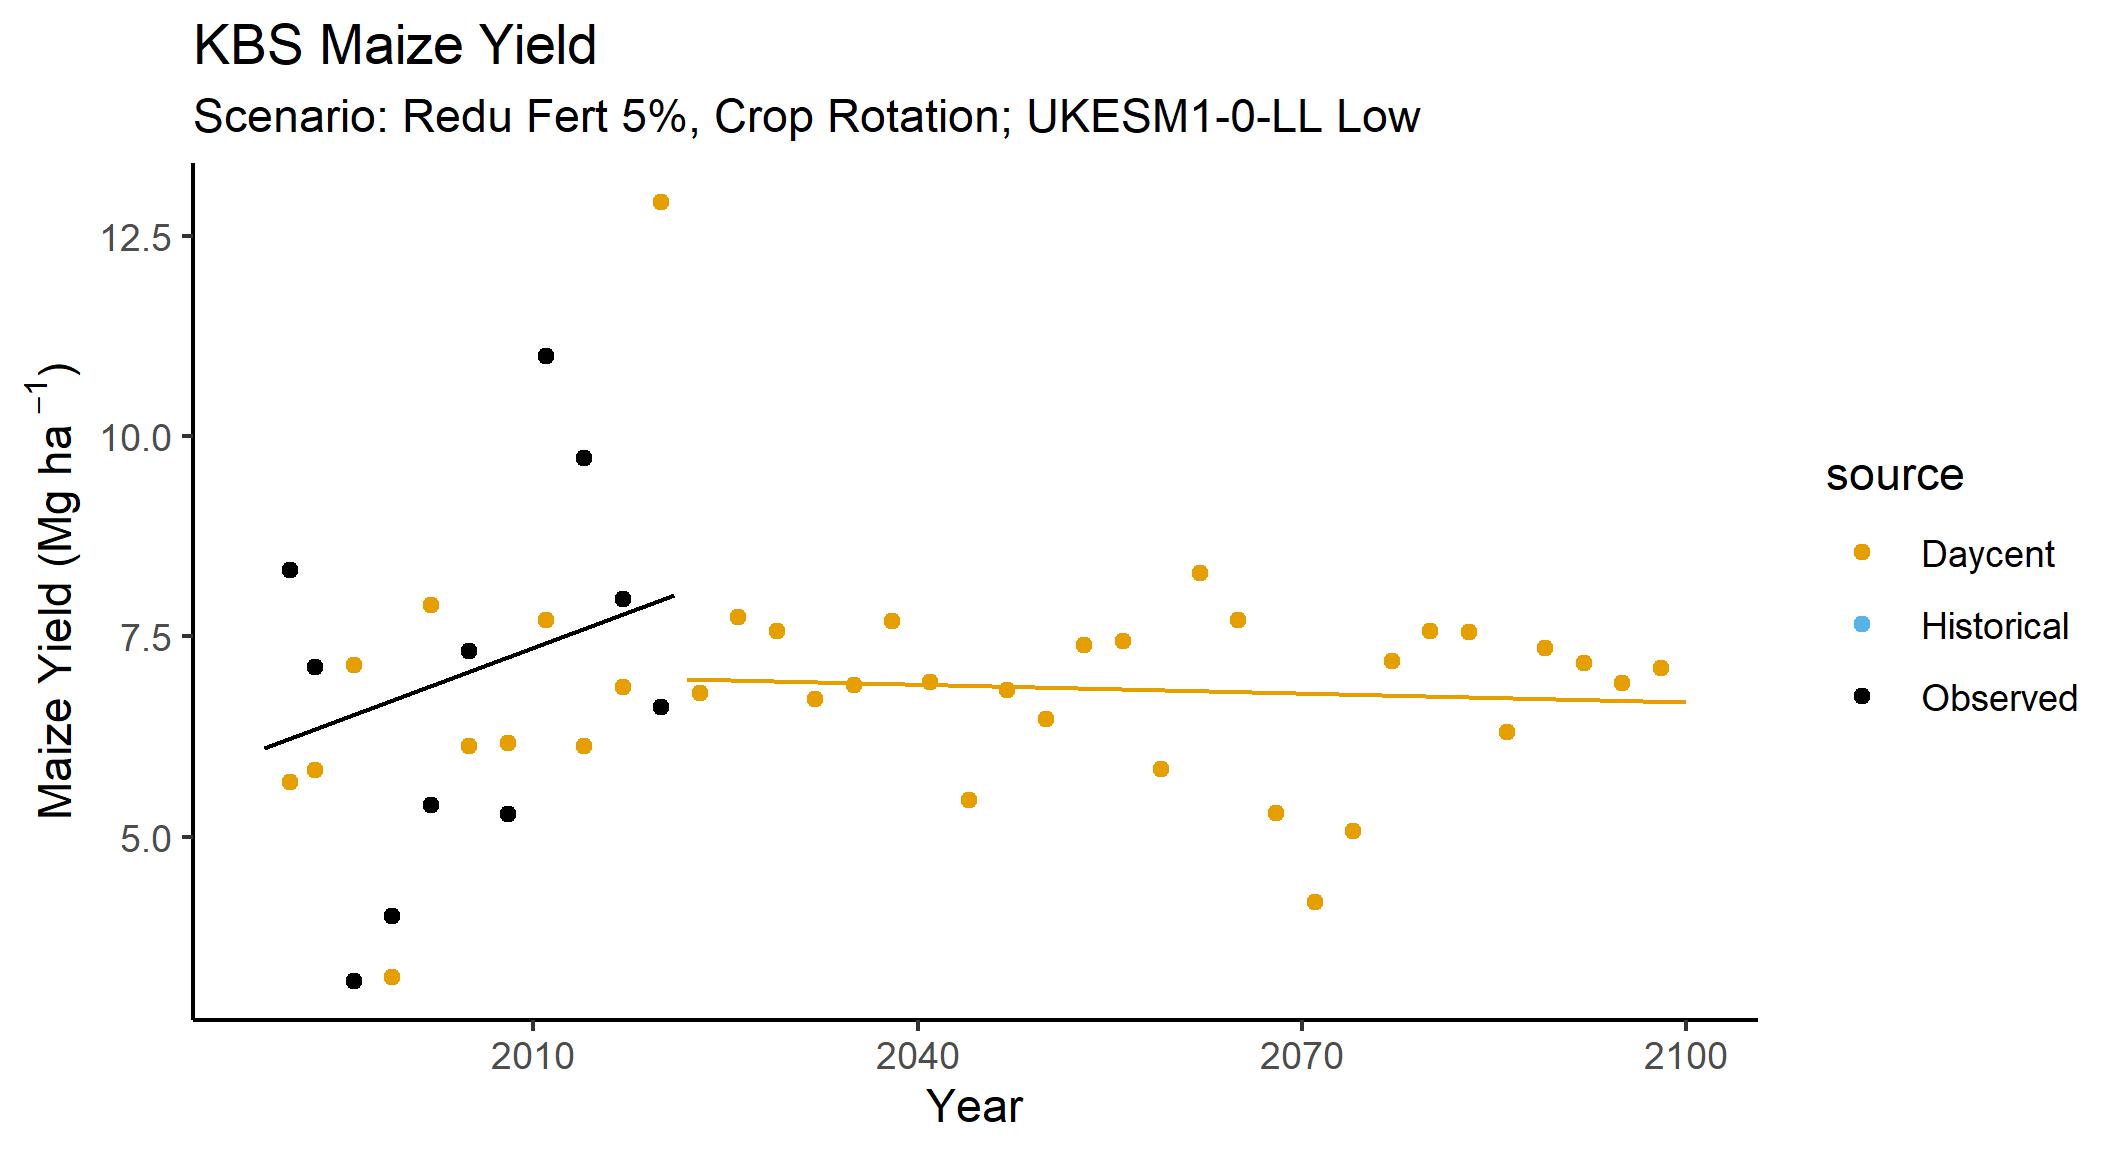 KBS Maize Yield
Scenario: Redu Fert 5%, Crop Rotation; UKESM1-0-LL Low
Maize Yield (Mg ha⁻¹)
12.5
10.0
7.5
5.0
2010
2040
2070
2100
Year
source
Daycent
Historical
Observed